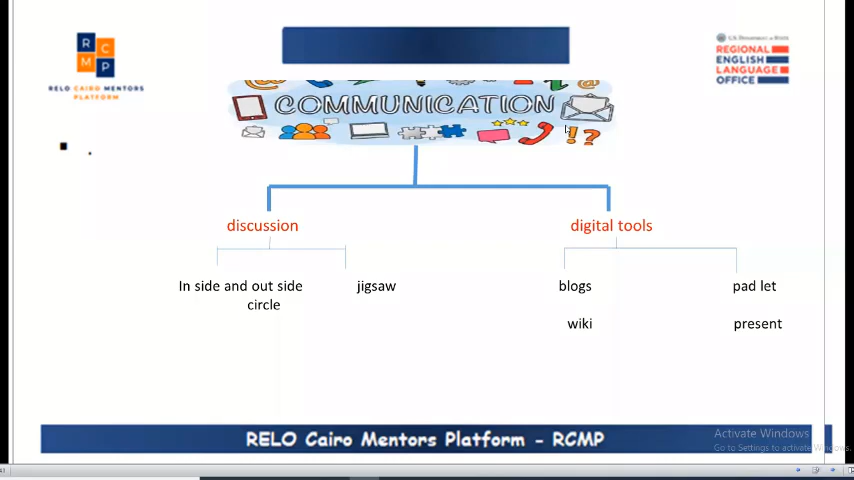 R
C
M
P
RELO CAIRO MENTORS
PLATFORM
U.S. DEPARTMENT of STATE
REGIONAL
ENGLISH
LANGUAGE
OFFICE
COMMUNICATION
discussion
digital tools
In side and out side
circle
jigsaw
blogs
pad let
wiki
present
RELO Cairo Mentors Platform - RCMP
Activate Windows
Go to Settings to activate Windows.